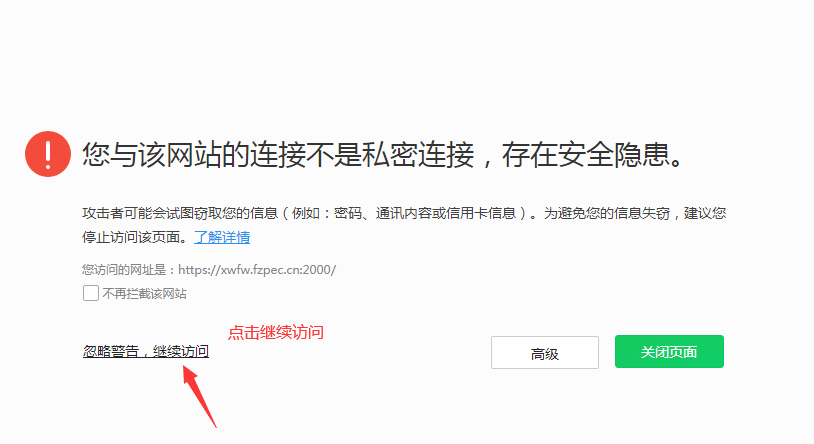 您与该网站的连接不是私密连接，存在安全隐患。
攻击者可能会试图窃取您的信息（例如：密码、通讯内容或信用卡信息）。为避免您的信息失窃，建议您
停止访问该页面。了解详情
您访问的网址是：https://xwfw.fzpec.cn:2000/
不再拦截该网站
点击继续访问
忽略警告，继续访问
高级
关闭页面